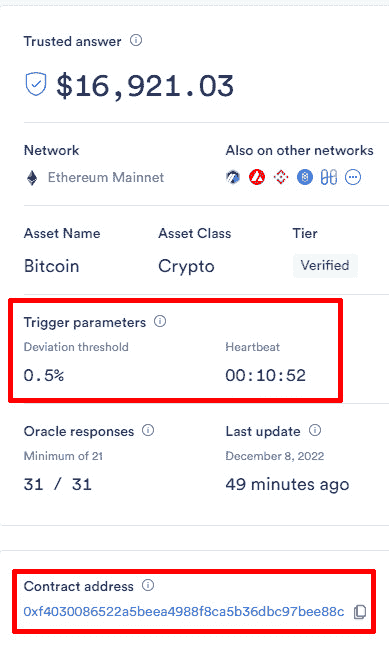 Trusted answer
$16,921.03
Network Also on other networks
Ethereum Mainnet
Asset Name Asset Class Tier
Bitcoin Crypto Verified
Trigger parameters
Deviation threshold Heartbeat
0.5% 00:10:52
Oracle responses Last update
Minimum of 21 December 8, 2022
31 / 31 49 minutes ago
Contract address
0xf4030086522a5beea4988f8ca5b36dbc97bee88c